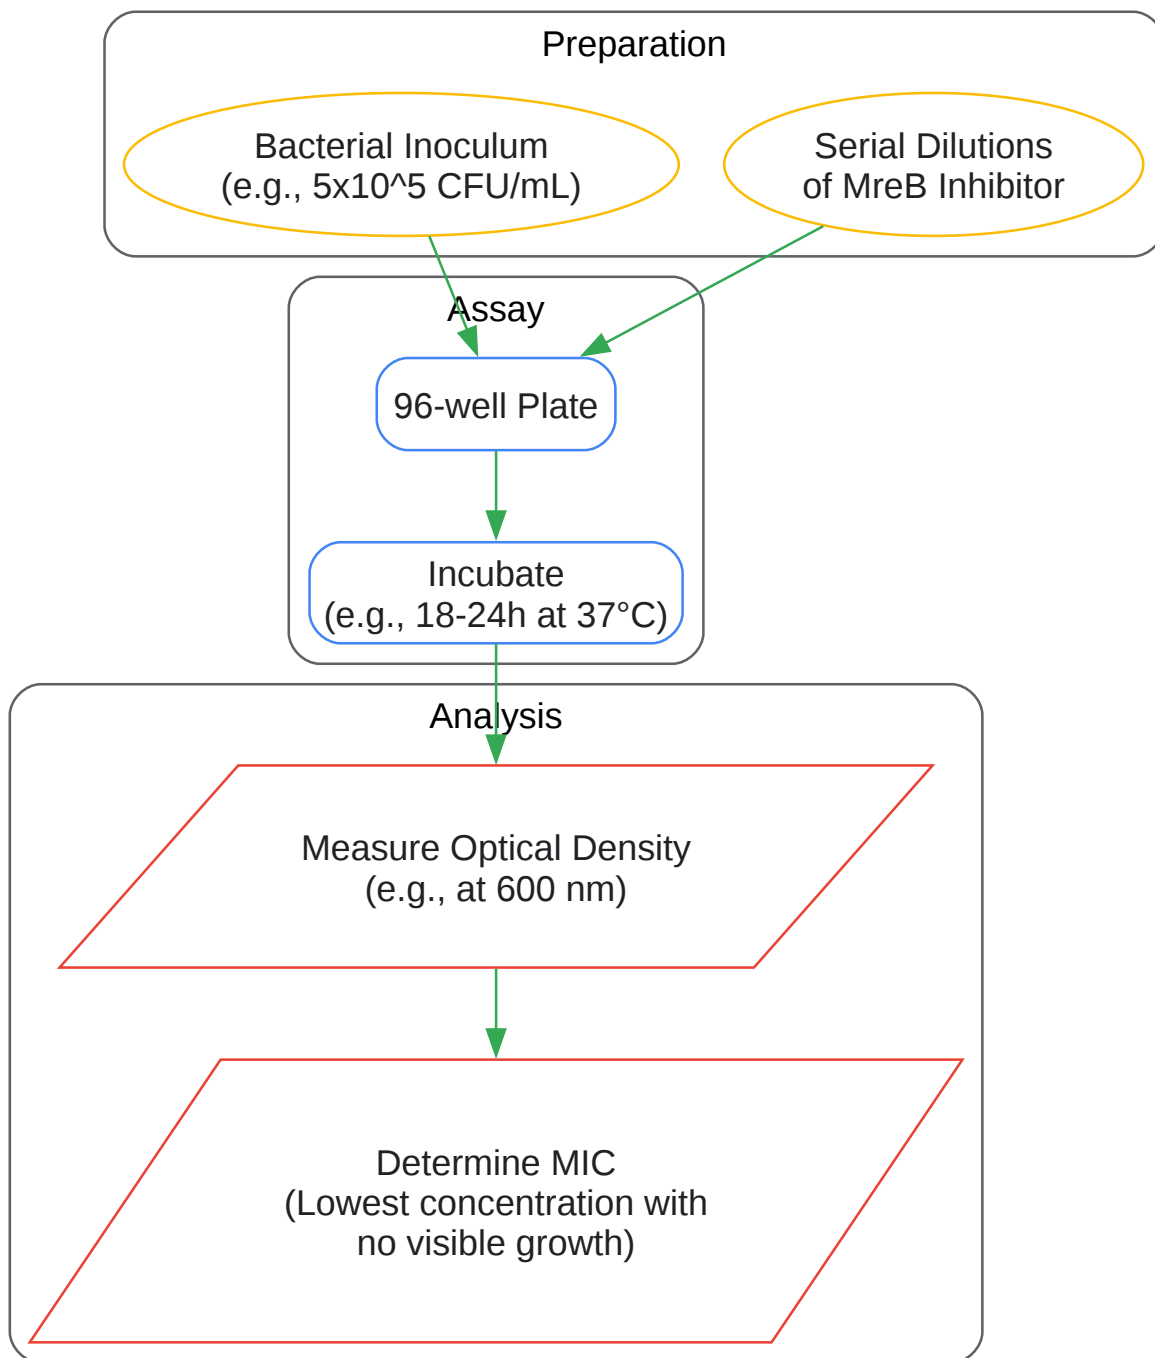 Preparation
Bacterial Inoculum
(e.g., 5x10^5 CFU/mL)
Serial Dilutions
of MreB Inhibitor
Assay
96-well Plate
Incubate
(e.g., 18-24h at 37°C)
Analysis
Measure Optical Density
(e.g., at 600 nm)
Determine MIC
(Lowest concentration with
no visible growth)